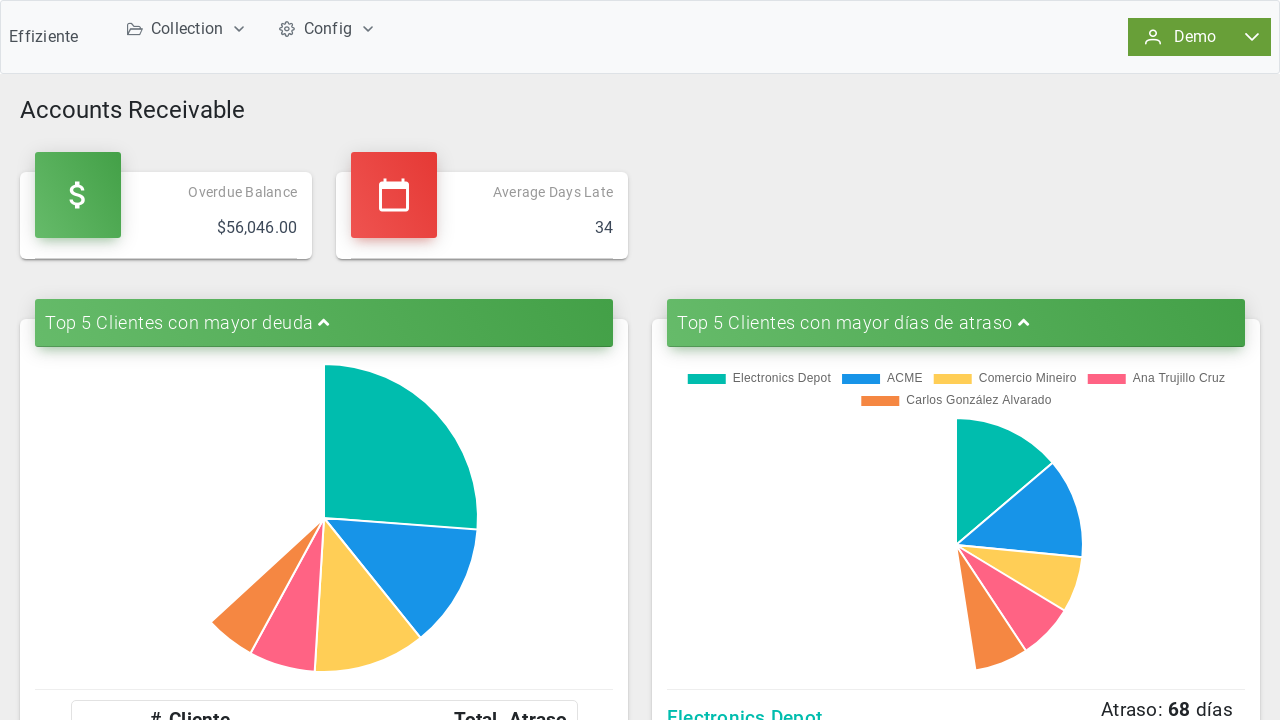 Effiziente
Collection
Config
Demo
Accounts Receivable
Overdue Balance
$56,046.00
Average Days Late
34
Top 5 Clientes con mayor deuda
Top 5 Clientes con mayor días de atraso
Electronics Depot
ACME
Comercio Mineiro
Ana Trujillo Cruz
Carlos González Alvarado
# Cliente Total Atraso
Electronics Depot
Atraso: 68 días